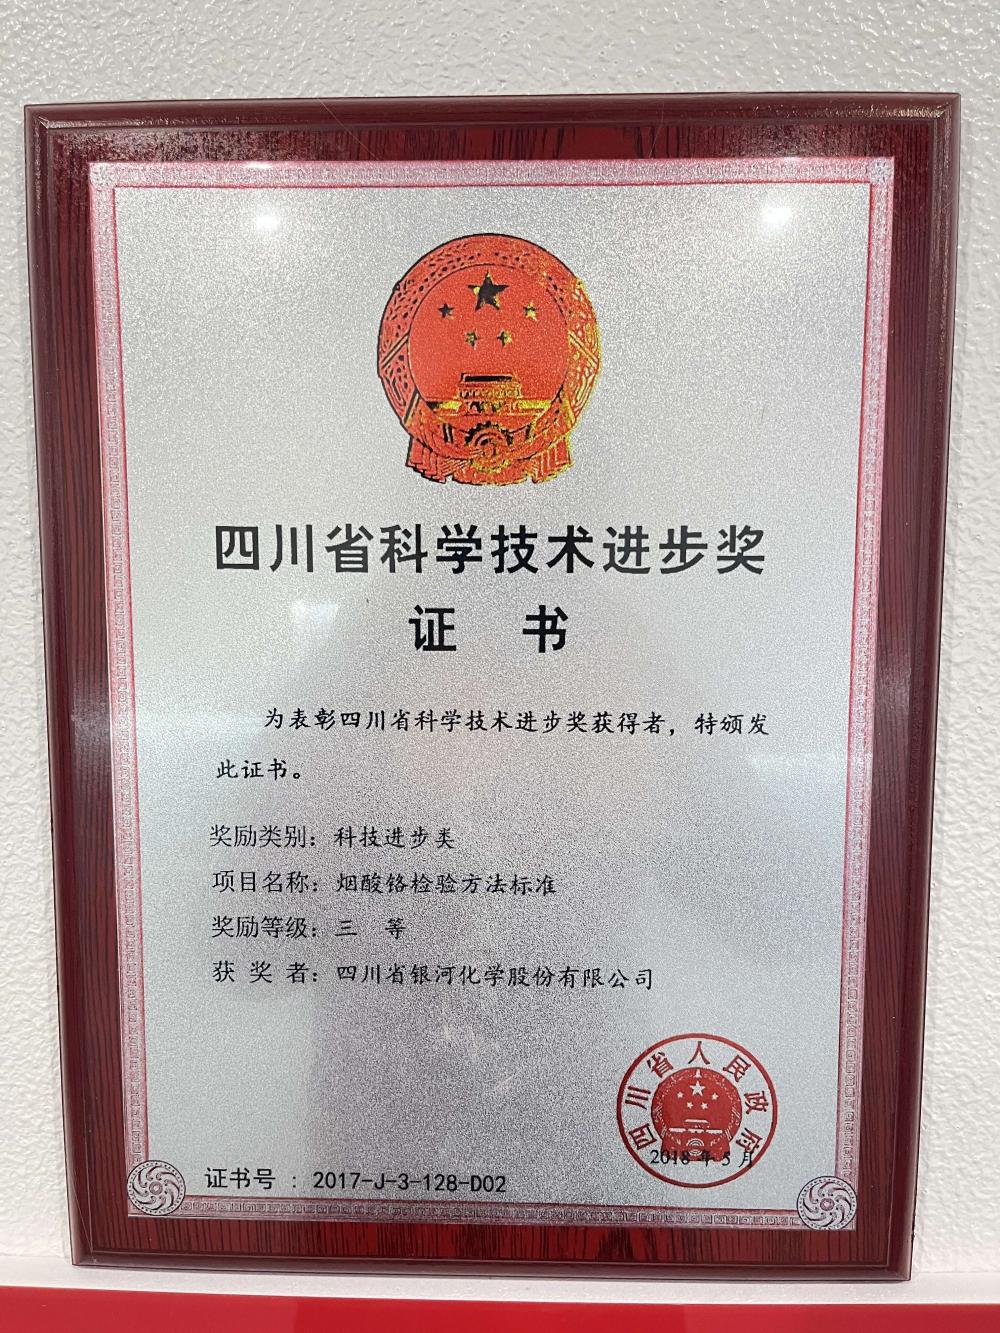 四川省科学技术进步奖
证 书
为表彰四川省科学技术进步奖获得者，特颁发
此证书。
奖励类别：科技进步类
项目名称：烟酸铬检验方法标准
奖励等级：三 等
获 奖 者：四川省银河化学股份有限公司
四川省人民政府
2018 年 5 月
证书号 : 2017-J-3-128-D02